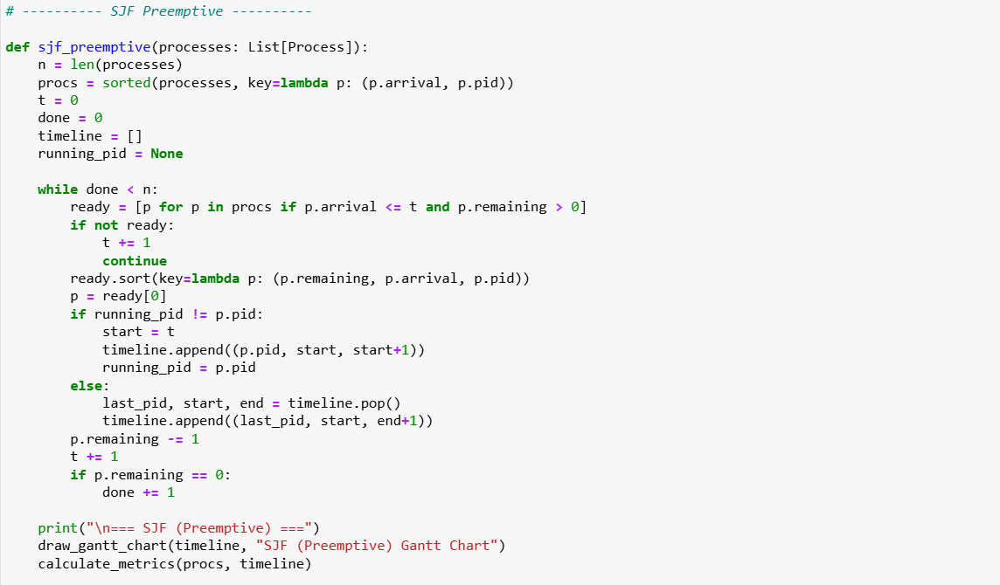 # ---------- SJF Preemptive ----------

def sjf_preemptive(processes: List[Process]):
    n = len(processes)
    procs = sorted(processes, key=lambda p: (p.arrival, p.pid))
    t = 0
    done = 0
    timeline = []
    running_pid = None

    while done < n:
        ready = [p for p in procs if p.arrival <= t and p.remaining > 0]
        if not ready:
            t += 1
            continue
        ready.sort(key=lambda p: (p.remaining, p.arrival, p.pid))
        p = ready[0]
        if running_pid != p.pid:
            start = t
            timeline.append((p.pid, start, start+1))
            running_pid = p.pid
        else:
            last_pid, start, end = timeline.pop()
            timeline.append((last_pid, start, end+1))
        p.remaining -= 1
        t += 1
        if p.remaining == 0:
            done += 1

    print("\n=== SJF (Preemptive) ===")
    draw_gantt_chart(timeline, "SJF (Preemptive) Gantt Chart")
    calculate_metrics(procs, timeline)